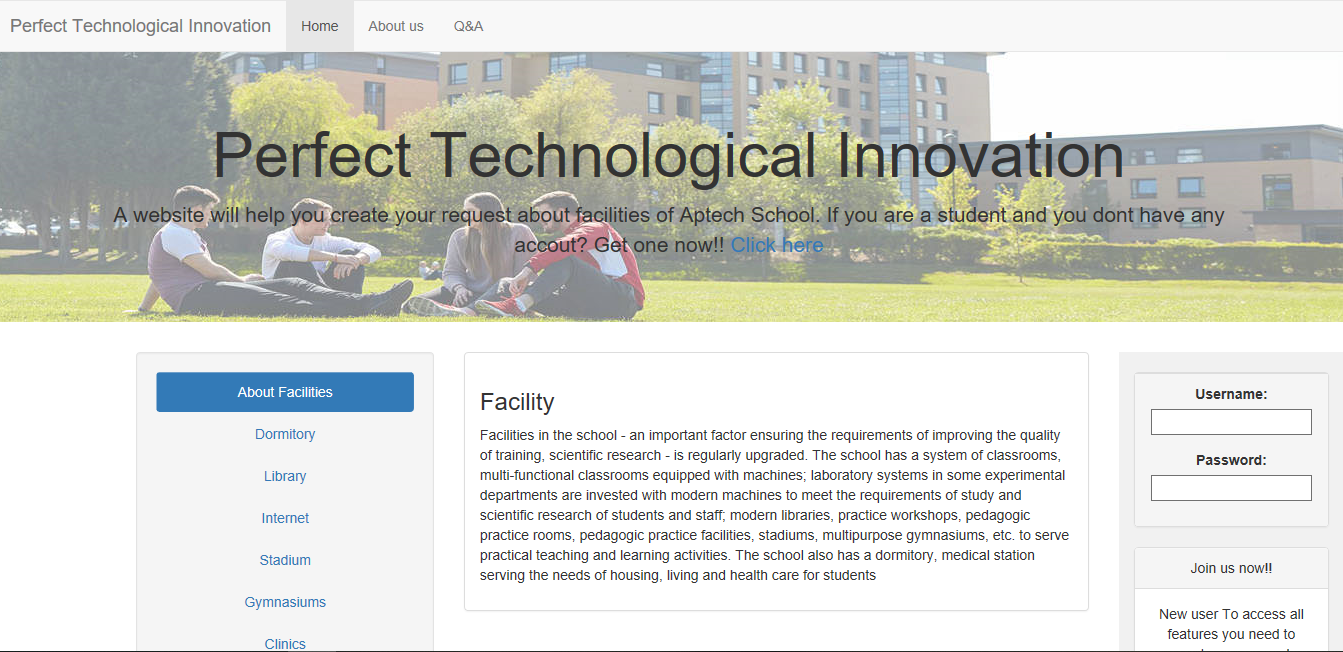 Perfect Technological Innovation
Home
About us
Q&A
Perfect Technological Innovation
A website will help you create your request about facilities of Aptech School. If you are a student and you dont have any
accout? Get one now!! Click here
About Facilities
Dormitory
Library
Internet
Stadium
Gymnasiums
Clinics
Facility
Facilities in the school - an important factor ensuring the requirements of improving the quality
of training, scientific research - is regularly upgraded. The school has a system of classrooms,
multi-functional classrooms equipped with machines; laboratory systems in some experimental
departments are invested with modern machines to meet the requirements of study and
scientific research of students and staff; modern libraries, practice workshops, pedagogic
practice rooms, pedagogic practice facilities, stadiums, multipurpose gymnasiums, etc. to serve
practical teaching and learning activities. The school also has a dormitory, medical station
serving the needs of housing, living and health care for students
Username:
Password:
Join us now!!
New user To access all
features you need to